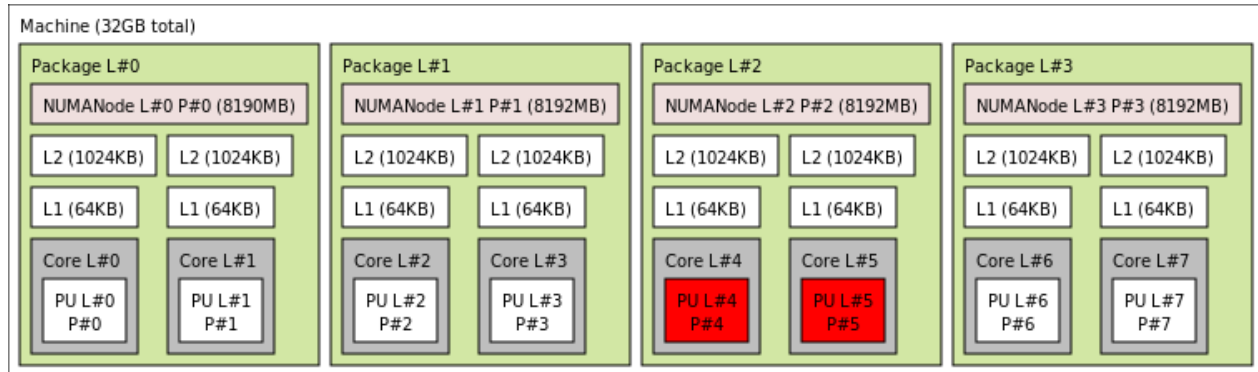 Machine (32GB total)
Package L#0
NUMANode L#0 P#0 (8190MB)
L2 (1024KB) L2 (1024KB)
L1 (64KB) L1 (64KB)
Core L#0 Core L#1
PU L#0 PU L#1
P#0 P#1
Package L#1
NUMANode L#1 P#1 (8192MB)
L2 (1024KB) L2 (1024KB)
L1 (64KB) L1 (64KB)
Core L#2 Core L#3
PU L#2 PU L#3
P#2 P#3
Package L#2
NUMANode L#2 P#2 (8192MB)
L2 (1024KB) L2 (1024KB)
L1 (64KB) L1 (64KB)
Core L#4 Core L#5
PU L#4 PU L#5
P#4 P#5
Package L#3
NUMANode L#3 P#3 (8192MB)
L2 (1024KB) L2 (1024KB)
L1 (64KB) L1 (64KB)
Core L#6 Core L#7
PU L#6 PU L#7
P#6 P#7